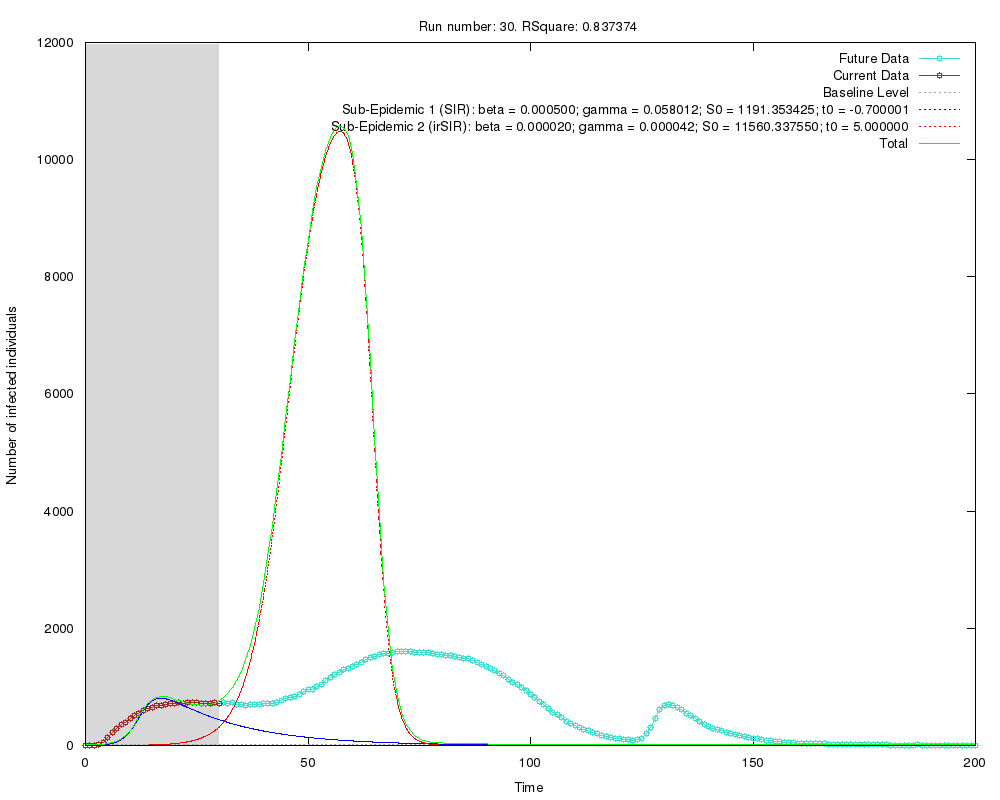 Run number: 30. RSquare: 0.837374
12000
10000
8000
6000
4000
2000
0
Number of infected individuals
Future Data
Current Data
Baseline Level
Sub-Epidemic 1 (SIR): beta = 0.000500; gamma = 0.058012; S0 = 1191.353425; t0 = -0.700001
Sub-Epidemic 2 (irSIR): beta = 0.000020; gamma = 0.000042; S0 = 11560.337550; t0 = 5.000000
Total
0 50 100 150 200
Time